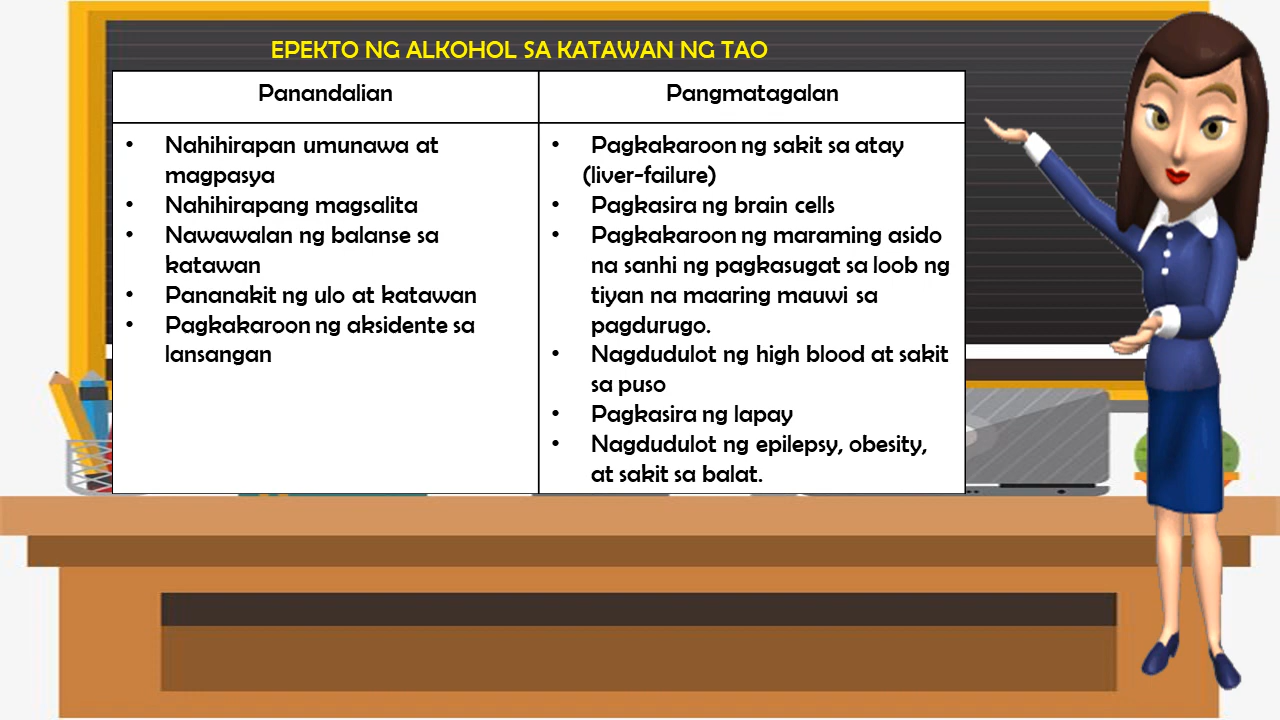 EPEKTO NG ALKOHOL SA KATAWAN NG TAO
Panandalian
• Nahihirapan umunawa at
magpasya
• Nahihirapang magsalita
• Nawawalan ng balanse sa
katawan
• Pananakit ng ulo at katawan
• Pagkakaroon ng aksidente sa
lansangan
Pangmatagalan
• Pagkakaroon ng sakit sa atay
(liver-failure)
• Pagkasira ng brain cells
• Pagkakaroon ng maraming asido
na sanhi ng pagkasugat sa loob ng
tiyan na maaring mauwi sa
pagdurugo.
• Nagdudulot ng high blood at sakit
sa puso
• Pagkasira ng lapay
• Nagdudulot ng epilepsy, obesity,
at sakit sa balat.